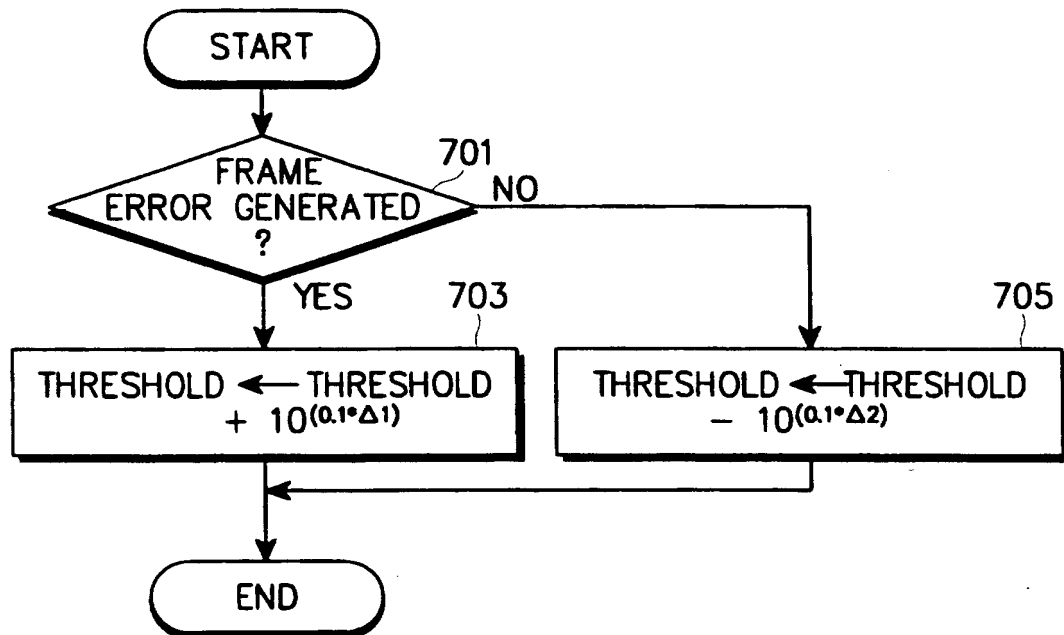 START
701
FRAME
ERROR GENERATED
?
NO
YES
703
THRESHOLD ← THRESHOLD
+ 10^(0.1*Δ1)
705
THRESHOLD ← THRESHOLD
− 10^(0.1*Δ2)
END